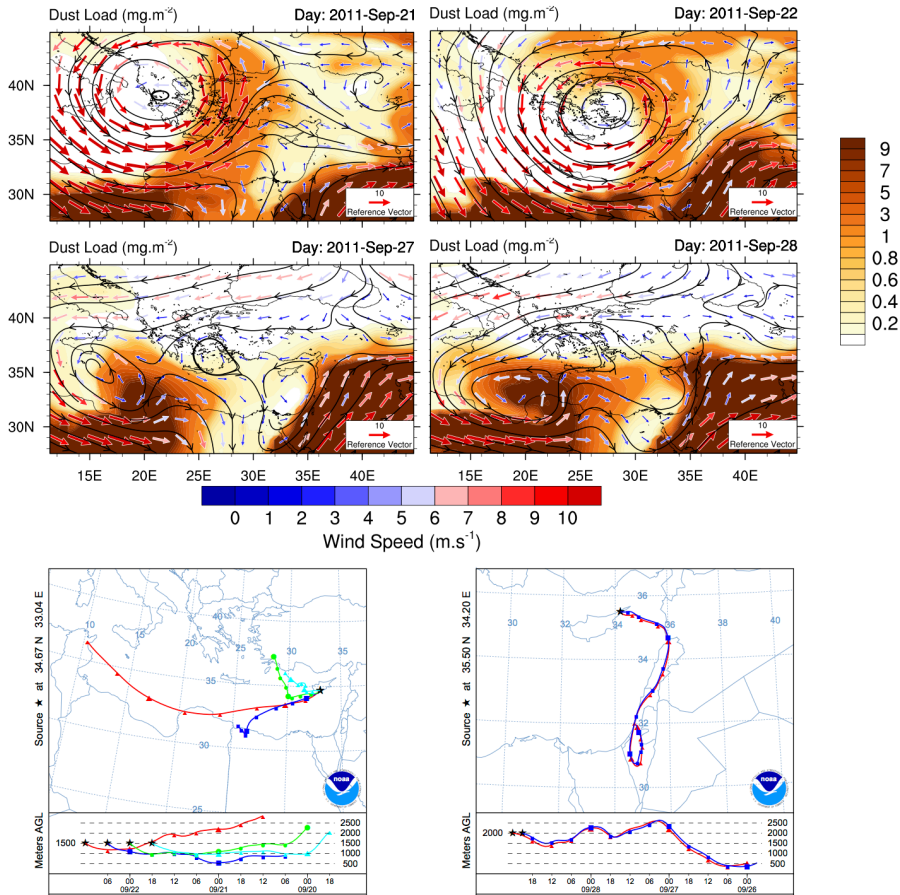 Dust Load (mg.m-2) Day: 2011-Sep-21
Dust Load (mg.m-2) Day: 2011-Sep-22
40N
35N
30N
10
Reference Vector
10
Reference Vector
9
7
5
3
1
0.8
0.6
0.4
0.2
Dust Load (mg.m-2) Day: 2011-Sep-27
Dust Load (mg.m-2) Day: 2011-Sep-28
40N
35N
30N
10
Reference Vector
10
Reference Vector
15E 20E 25E 30E 35E 40E
15E 20E 25E 30E 35E 40E
0 1 2 3 4 5 6 7 8 9 10
Wind Speed (m.s-1)
Source ★ at 34.67 N 33.04 E
10 15 20 25 30 35
40
35
30
25
NOAA
Meters AGL
1500
2500
2000
1500
1000
500
06 00 18 12 06 00 18 12 06 00 18
09/22 09/21 09/20
Source ★ at 35.50 N 34.20 E
30 32 34 36 38 40
36
34
32
30
NOAA
Meters AGL
2000
2500
2000
1500
1000
500
18 12 06 00 18 12 06 00 18 12 06 00
09/28 09/27 09/26